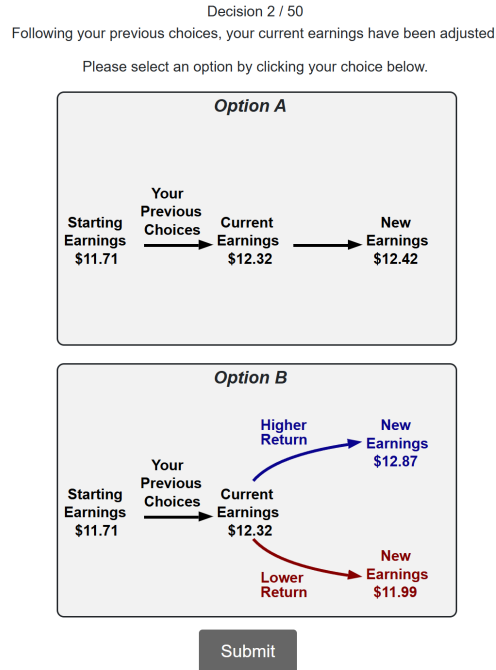 Decision 2 / 50
Following your previous choices, your current earnings have been adjusted
Please select an option by clicking your choice below.
Option A
Starting
Earnings
$11.71
Your
Previous
Choices
Current
Earnings
$12.32
New
Earnings
$12.42
Option B
Starting
Earnings
$11.71
Your
Previous
Choices
Current
Earnings
$12.32
Higher
Return
New
Earnings
$12.87
Lower
Return
New
Earnings
$11.99
Submit